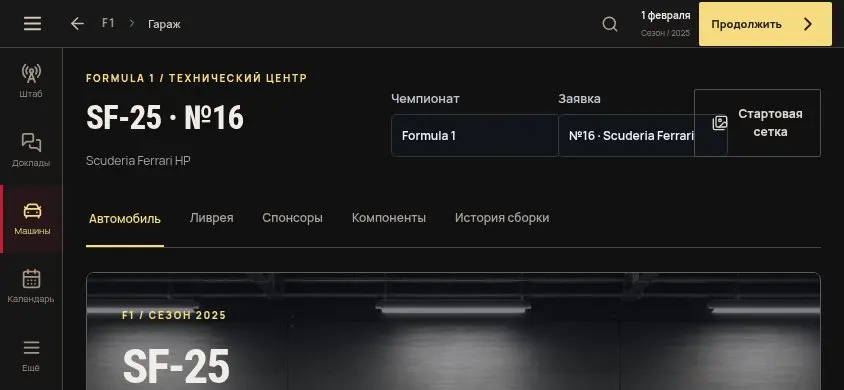 F1 > Гараж
1 февраля
Сезон / 2025
Продолжить
Штаб
Доклады
Машины
Календарь
Ещё
FORMULA 1 / ТЕХНИЧЕСКИЙ ЦЕНТР
SF-25 · №16
Scuderia Ferrari HP
Чемпионат
Formula 1
Заявка
№16 · Scuderia Ferrari
Стартовая
сетка
Автомобиль
Ливрея
Спонсоры
Компоненты
История сборки
F1 / СЕЗОН 2025
SF-25